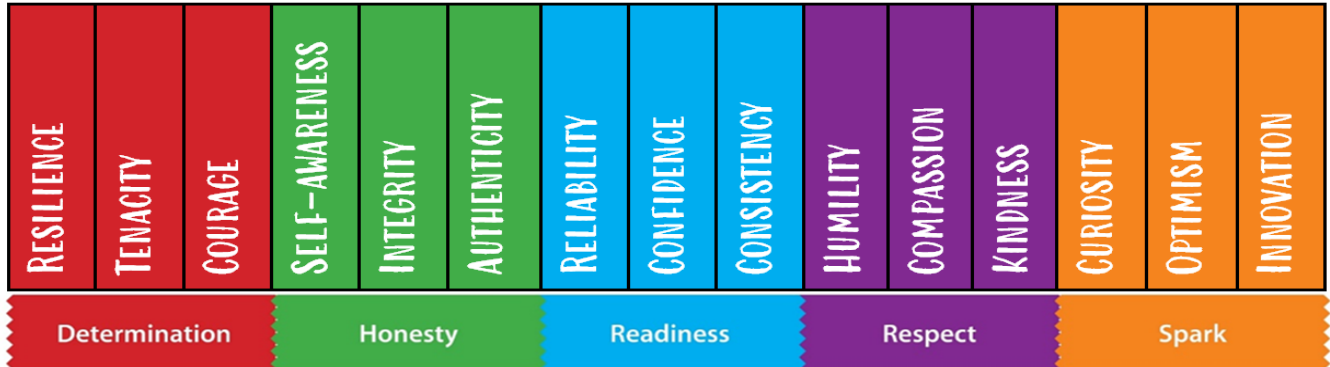 RESILIENCE
TENACITY
COURAGE
SELF-AWARENESS
INTEGRITY
AUTHENTICITY
RELIABILITY
CONFIDENCE
CONSISTENCY
HUMILITY
COMPASSION
KINDNESS
CURIOSITY
OPTIMISM
INNOVATION
Determination
Honesty
Readiness
Respect
Spark